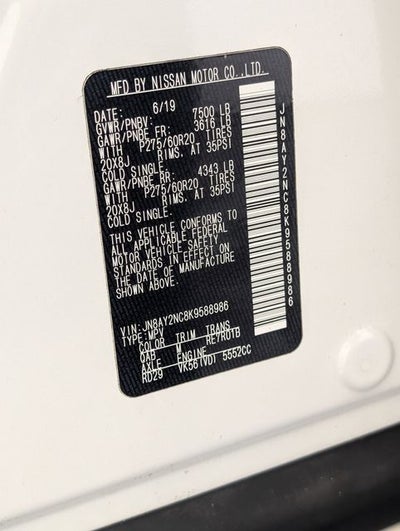 MFD BY NISSAN MOTOR CO.,LTD.
DATE: 6/19
GVWR/PNBV: 7500 LB
GAWR/PNBE FR: 3616 LB
WITH P275/60R20 TIRES
20X8J RIMS. AT 35PSI
COLD SINGLE.
GAWR/PNBE RR: 4343 LB
WITH P275/60R20 TIRES
20X8J RIMS. AT 35PSI
COLD SINGLE.
THIS VEHICLE CONFORMS TO
ALL APPLICABLE FEDERAL
MOTOR VEHICLE SAFETY
STANDARDS IN EFFECT ON
THE DATE OF MANUFACTURE
SHOWN ABOVE.
VIN: JN8AY2NC8K9588986
TYPE: MPV
COLOR TRIM TRANS
QAB M RE7R01B
AXLE ENGINE
RD29 VK56(VD) 5552CC
JN8AY2NC8K9588986